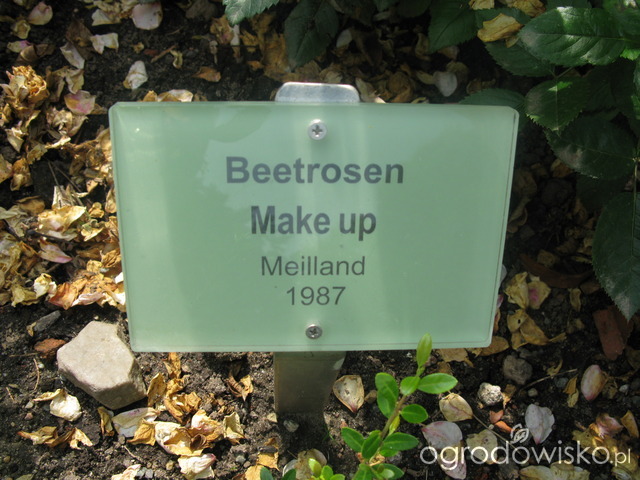 Beetrosen
Make up
Meilland
1987
ogrodowisko.pl